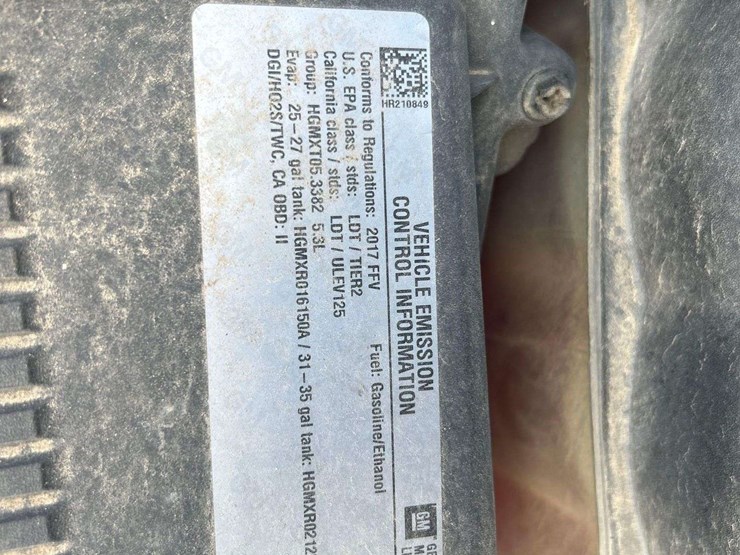 VEHICLE EMISSION
CONTROL INFORMATION
GM
HR210849
Conforms to Regulations: 2017 FFV Fuel: Gasoline/Ethanol
U.S. EPA class / stds: LDT / TIER2
California class / stds: LDT / ULEV125
Group: HGMXT05.3382 5.3L
Evap: 25-27 gal tank: HGMXR016150A / 31-35 gal tank: HGMXR0212
DGI/HO2S/TWC, CA OBD: II